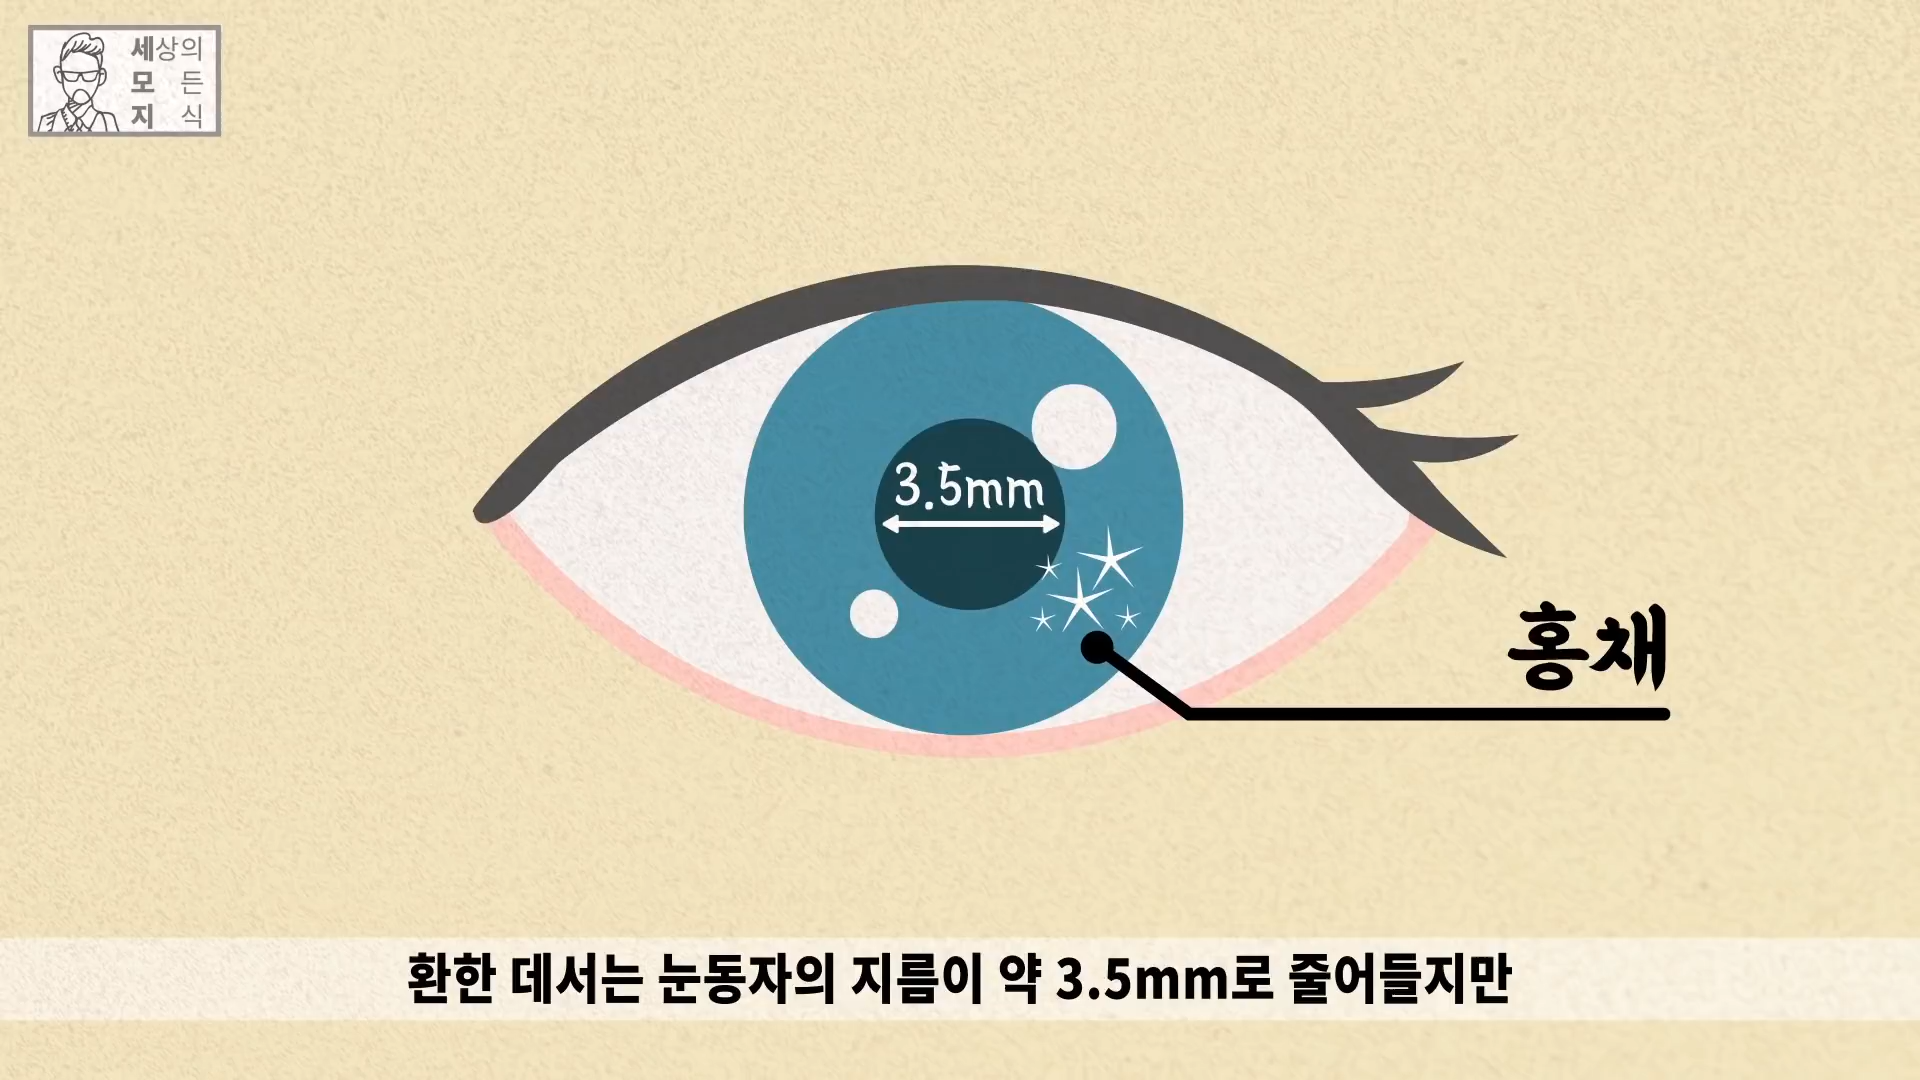 세상의
모든
지식
3.5mm
홍채
환한 데서는 눈동자의 지름이 약 3.5mm로 줄어들지만